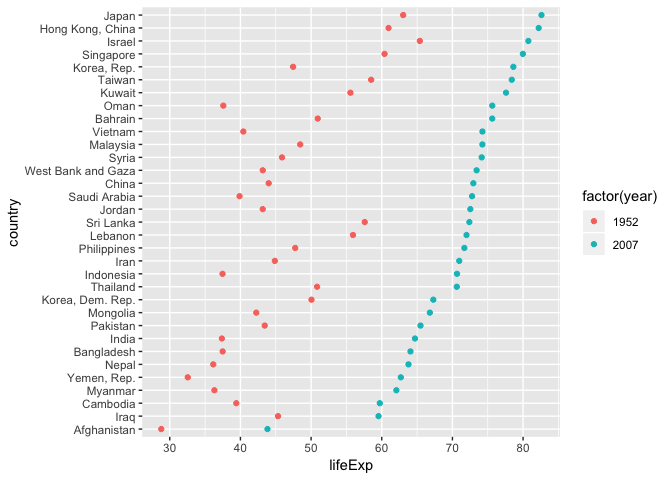 Japan
Hong Kong, China
Israel
Singapore
Korea, Rep.
Taiwan
Kuwait
Oman
Bahrain
Vietnam
Malaysia
Syria
West Bank and Gaza
China
Saudi Arabia
Jordan
Sri Lanka
Lebanon
Philippines
Iran
Indonesia
Thailand
Korea, Dem. Rep.
Mongolia
Pakistan
India
Bangladesh
Nepal
Yemen, Rep.
Myanmar
Cambodia
Iraq
Afghanistan
country
30 40 50 60 70 80
lifeExp
factor(year)
1952
2007